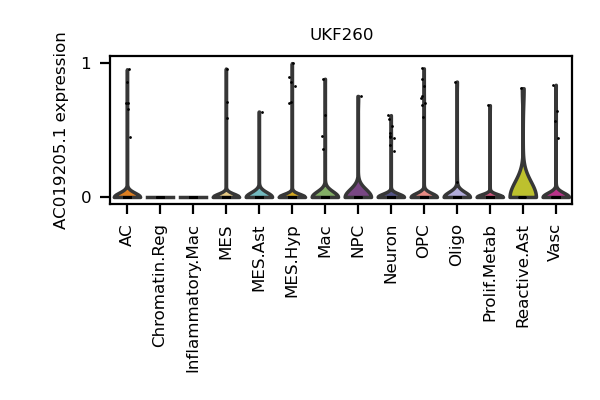 UKF260
AC019205.1 expression
1
0
AC
Chromatin.Reg
Inflammatory.Mac
MES
MES.Ast
MES.Hyp
Mac
NPC
Neuron
OPC
Oligo
Prolif.Metab
Reactive.Ast
Vasc